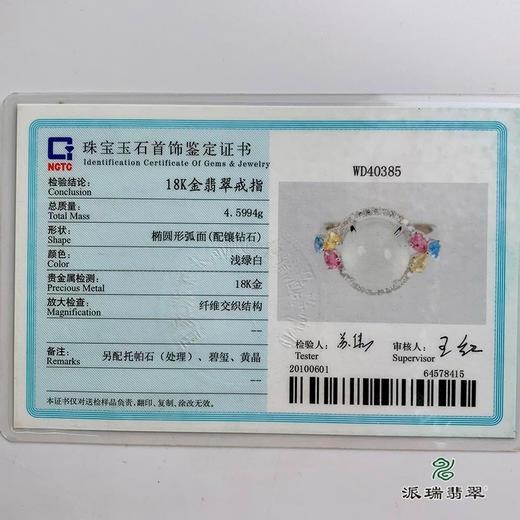 NGTC
珠宝玉石首饰鉴定证书
Identification Certificate Of Gems & Jewelry
检验结论:
Conclusion
18K金翡翠戒指
总质量:
Total Mass
4.5994g
形状:
Shape
椭圆形弧面(配镶钻石)
颜色:
Color
浅绿白
贵金属检测:
Precious Metal
18K金
放大检查:
Magnification
纤维交织结构
--
--
备注:
Remarks
另配托帕石(处理)、碧玺、黄晶
本证书仅对送检样品负责,翻印、复制、涂改无效。
WD40385
检验人:
Tester
20100601
审核人:
Supervisor
王红
64578415
派瑞翡翠